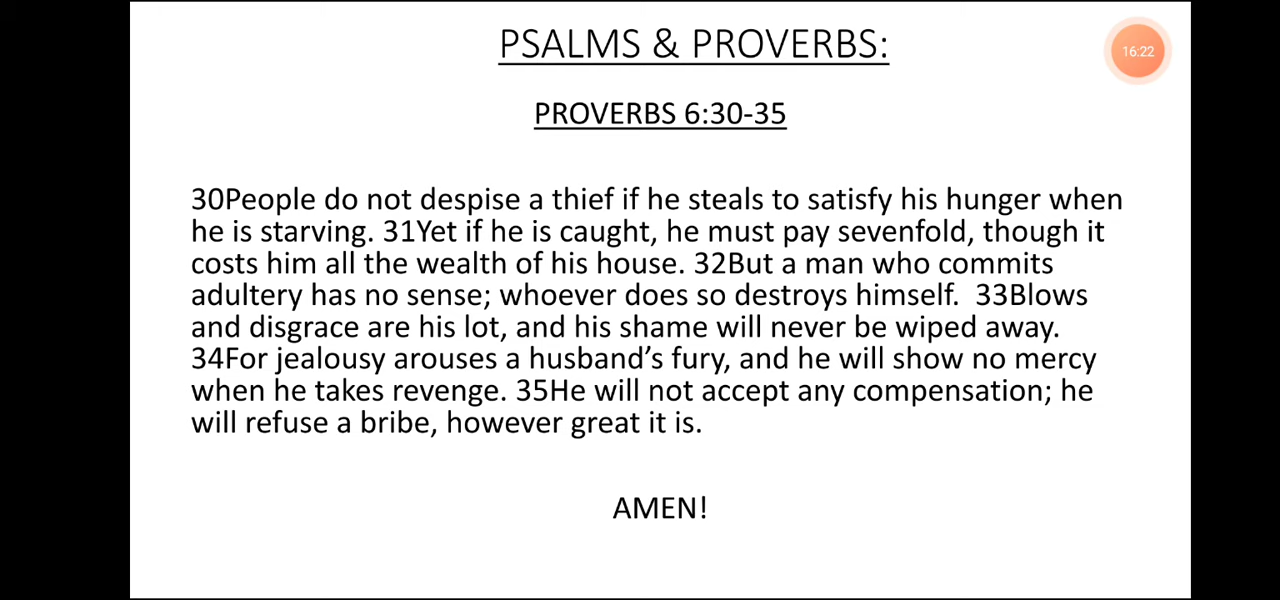 PSALMS & PROVERBS:
16:22
PROVERBS 6:30-35
30People do not despise a thief if he steals to satisfy his hunger when
he is starving. 31Yet if he is caught, he must pay sevenfold, though it
costs him all the wealth of his house. 32But a man who commits
adultery has no sense; whoever does so destroys himself.  33Blows
and disgrace are his lot, and his shame will never be wiped away.
34For jealousy arouses a husband’s fury, and he will show no mercy
when he takes revenge. 35He will not accept any compensation; he
will refuse a bribe, however great it is.
AMEN!